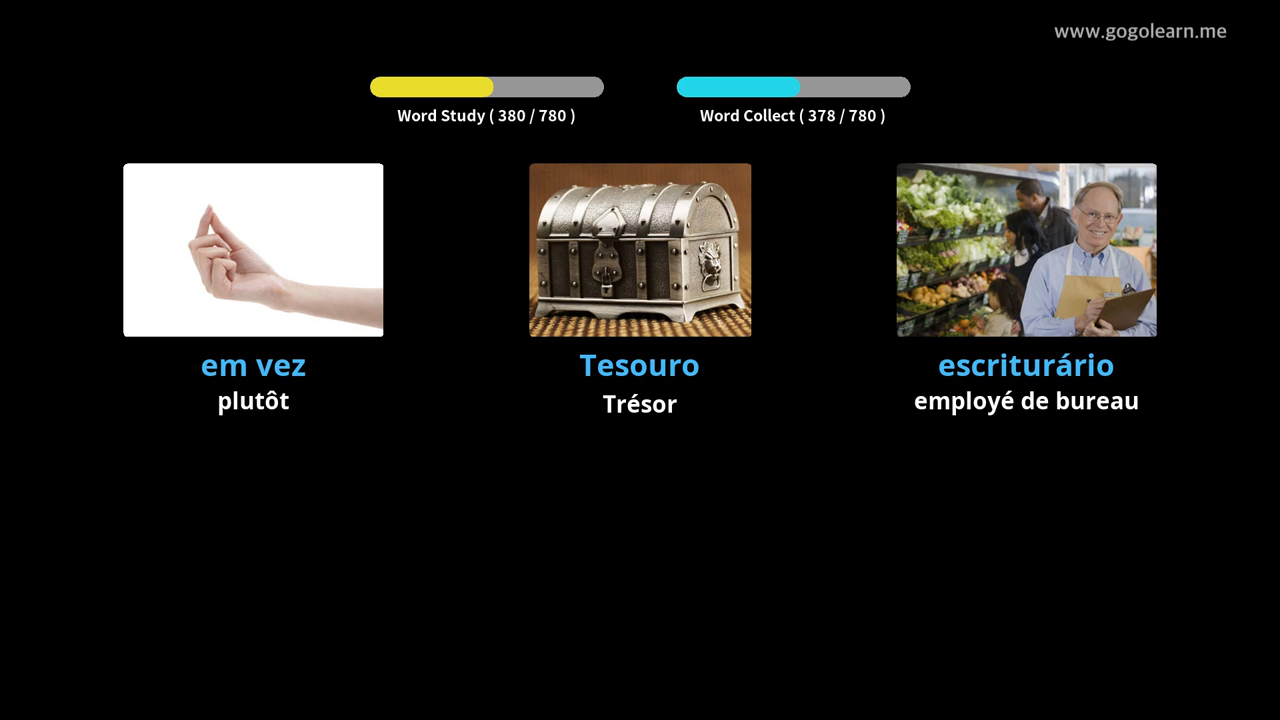 www.gogolearn.me
Word Study ( 380 / 780 )
Word Collect ( 378 / 780 )
em vez
plutôt
Tesouro
Trésor
escriturário
employé de bureau